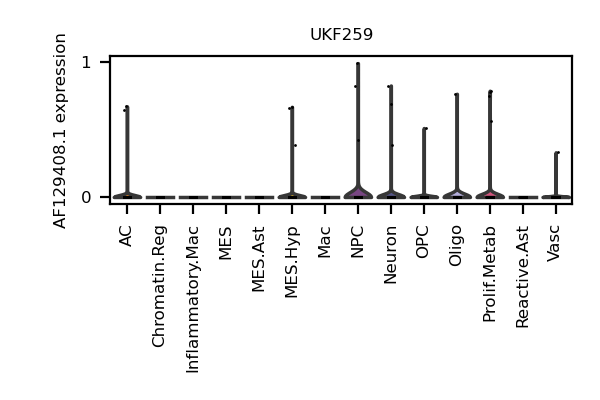 UKF259
AF129408.1 expression
1
0
AC
Chromatin.Reg
Inflammatory.Mac
MES
MES.Ast
MES.Hyp
Mac
NPC
Neuron
OPC
Oligo
Prolif.Metab
Reactive.Ast
Vasc